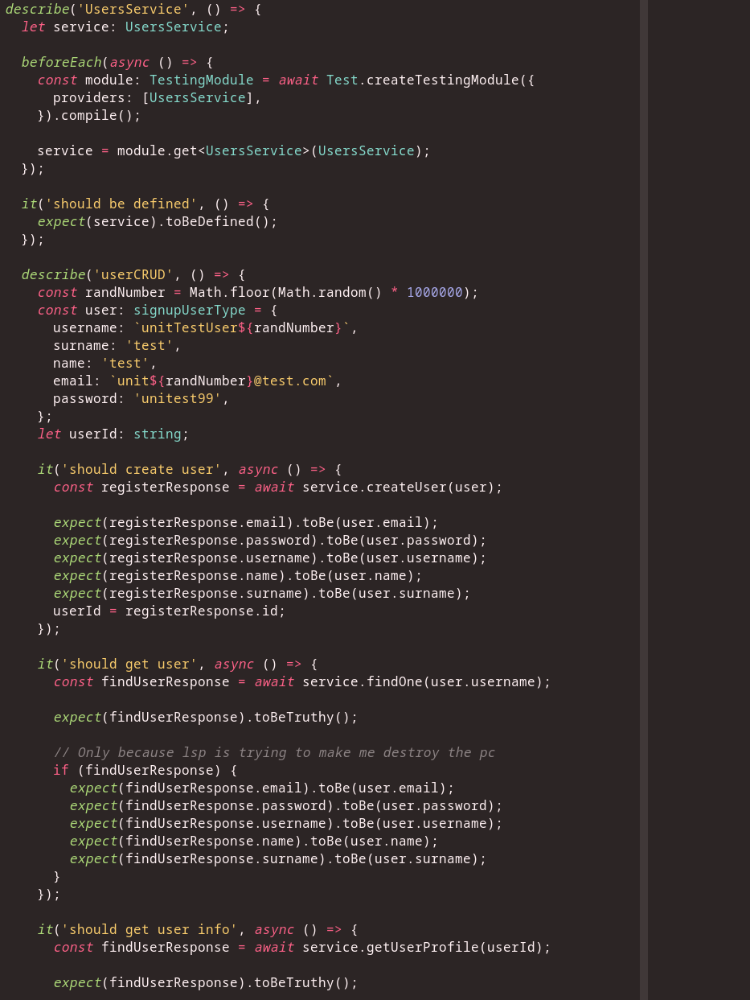 describe('UsersService', () => {
  let service: UsersService;

  beforeEach(async () => {
    const module: TestingModule = await Test.createTestingModule({
      providers: [UsersService],
    }).compile();

    service = module.get<UsersService>(UsersService);
  });

  it('should be defined', () => {
    expect(service).toBeDefined();
  });

  describe('userCRUD', () => {
    const randNumber = Math.floor(Math.random() * 1000000);
    const user: signupUserType = {
      username: `unitTestUser${randNumber}`,
      surname: 'test',
      name: 'test',
      email: `unit${randNumber}@test.com`,
      password: 'unitest99',
    };
    let userId: string;

    it('should create user', async () => {
      const registerResponse = await service.createUser(user);

      expect(registerResponse.email).toBe(user.email);
      expect(registerResponse.password).toBe(user.password);
      expect(registerResponse.username).toBe(user.username);
      expect(registerResponse.name).toBe(user.name);
      expect(registerResponse.surname).toBe(user.surname);
      userId = registerResponse.id;
    });

    it('should get user', async () => {
      const findUserResponse = await service.findOne(user.username);

      expect(findUserResponse).toBeTruthy();

      // Only because lsp is trying to make me destroy the pc
      if (findUserResponse) {
        expect(findUserResponse.email).toBe(user.email);
        expect(findUserResponse.password).toBe(user.password);
        expect(findUserResponse.username).toBe(user.username);
        expect(findUserResponse.name).toBe(user.name);
        expect(findUserResponse.surname).toBe(user.surname);
      }
    });

    it('should get user info', async () => {
      const findUserResponse = await service.getUserProfile(userId);

      expect(findUserResponse).toBeTruthy();